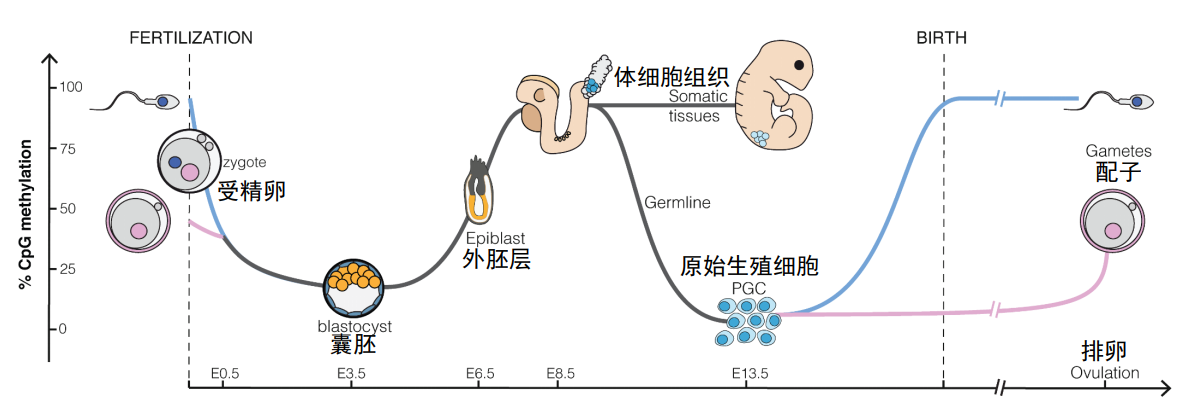 FERTILIZATION
BIRTH
% CpG methylation
100
75
50
25
0
zygote
受精卵
blastocyst
囊胚
Epiblast
外胚层
体细胞组织
Somatic
tissues
Germline
原始生殖细胞
PGC
Gametes
配子
排卵
Ovulation
E0.5
E3.5
E6.5
E8.5
E13.5